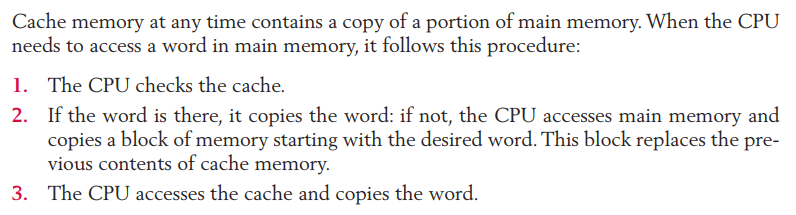 Cache memory at any time contains a copy of a portion of main memory. When the CPU
needs to access a word in main memory, it follows this procedure:
1. The CPU checks the cache.
2. If the word is there, it copies the word: if not, the CPU accesses main memory and
copies a block of memory starting with the desired word. This block replaces the pre-
vious contents of cache memory.
3. The CPU accesses the cache and copies the word.